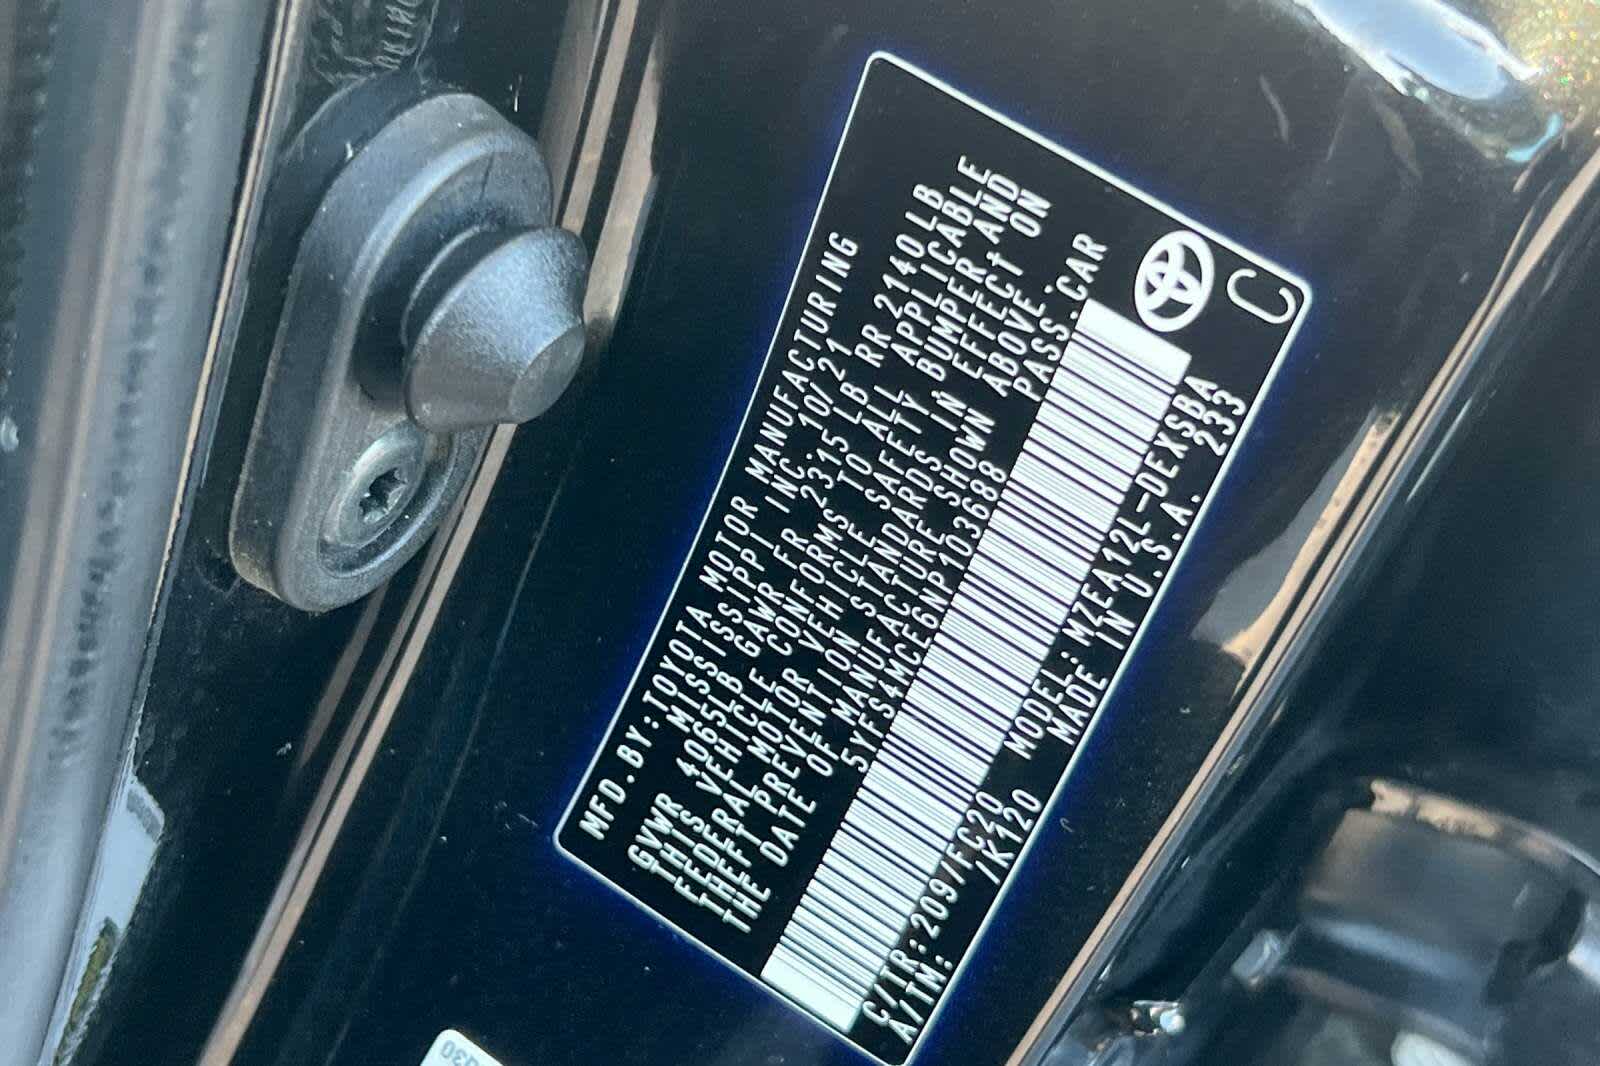 MFD.BY:TOYOTA MOTOR MANUFACTURING
MISSISSIPPI INC. 10/21
GVWR 4065LB GAWR FR 2315 LB RR 2140 LB
THIS VEHICLE CONFORMS TO ALL APPLICABLE
FEDERAL MOTOR VEHICLE SAFETY, BUMPER, AND
THEFT PREVENTION STANDARDS IN EFFECT ON
THE DATE OF MANUFACTURE SHOWN ABOVE.
5YFS4MCE6NP103688 PASS.CAR
C/TR:209/FC20 MODEL:MZEA12L-DEXSBA
A/TM: /K120 MADE IN U.S.A. 233
C